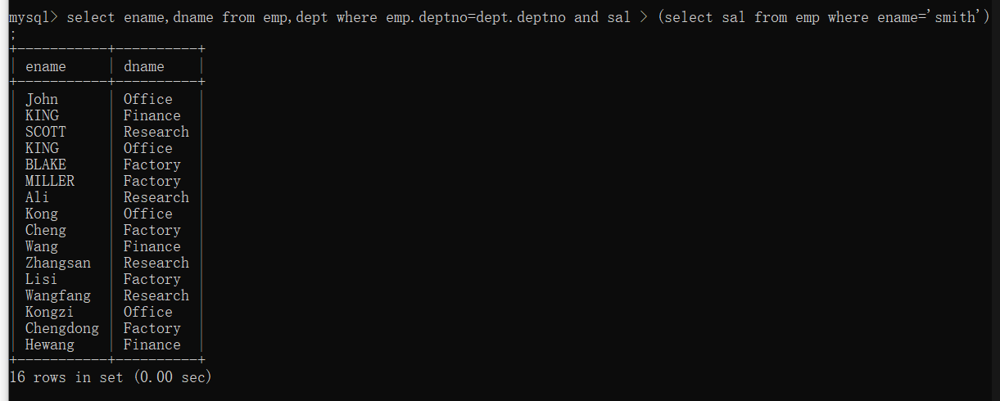 mysql> select ename,dname from emp,dept where emp.deptno=dept.deptno and sal > (select sal from emp where ename='smith')
;
+-----------+----------+
| ename     | dname    |
+-----------+----------+
| John      | Office   |
| KING      | Finance  |
| SCOTT     | Research |
| KING      | Office   |
| BLAKE     | Factory  |
| MILLER    | Factory  |
| Ali       | Research |
| Kong      | Office   |
| Cheng     | Factory  |
| Wang      | Finance  |
| Zhangsan  | Research |
| Lisi      | Factory  |
| Wangfang  | Research |
| Kongzi    | Office   |
| Chengdong | Factory  |
| Hewang    | Finance  |
+-----------+----------+
16 rows in set (0.00 sec)